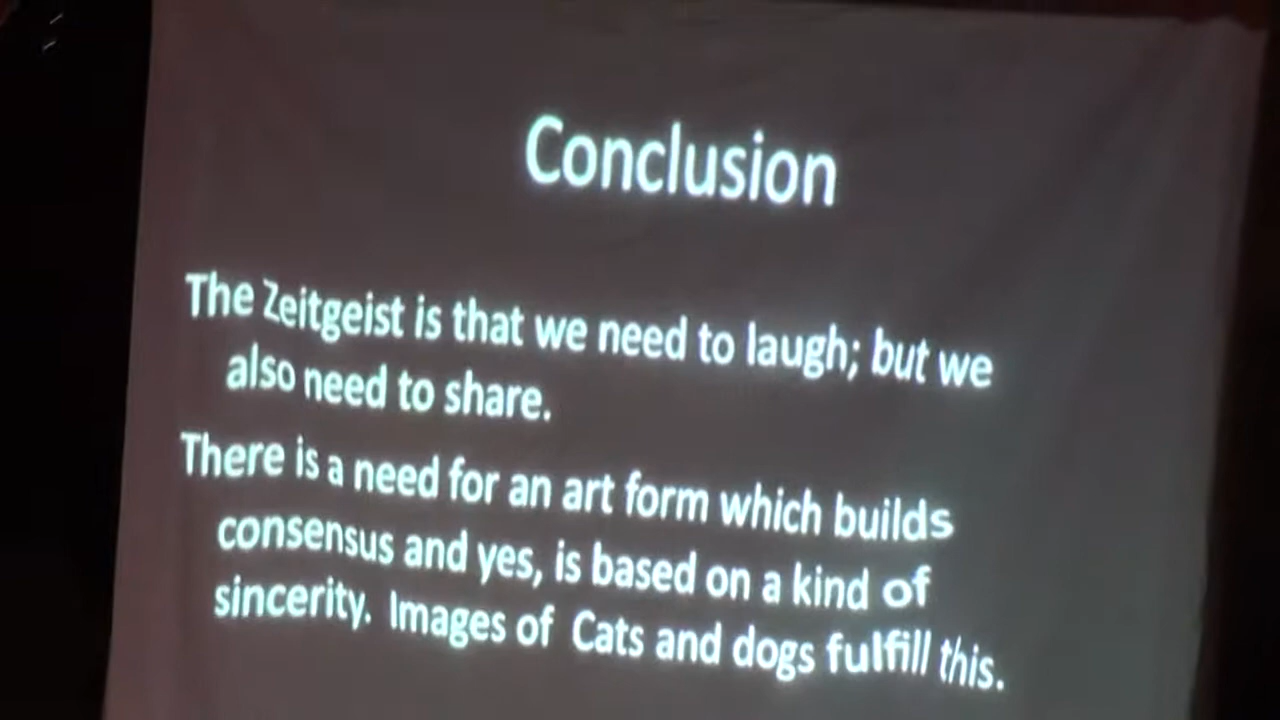 Conclusion
The Zeitgeist is that we need to laugh; but we
also need to share.
There is a need for an art form which builds
consensus and yes, is based on a kind of
sincerity. Images of Cats and dogs fulfill this.